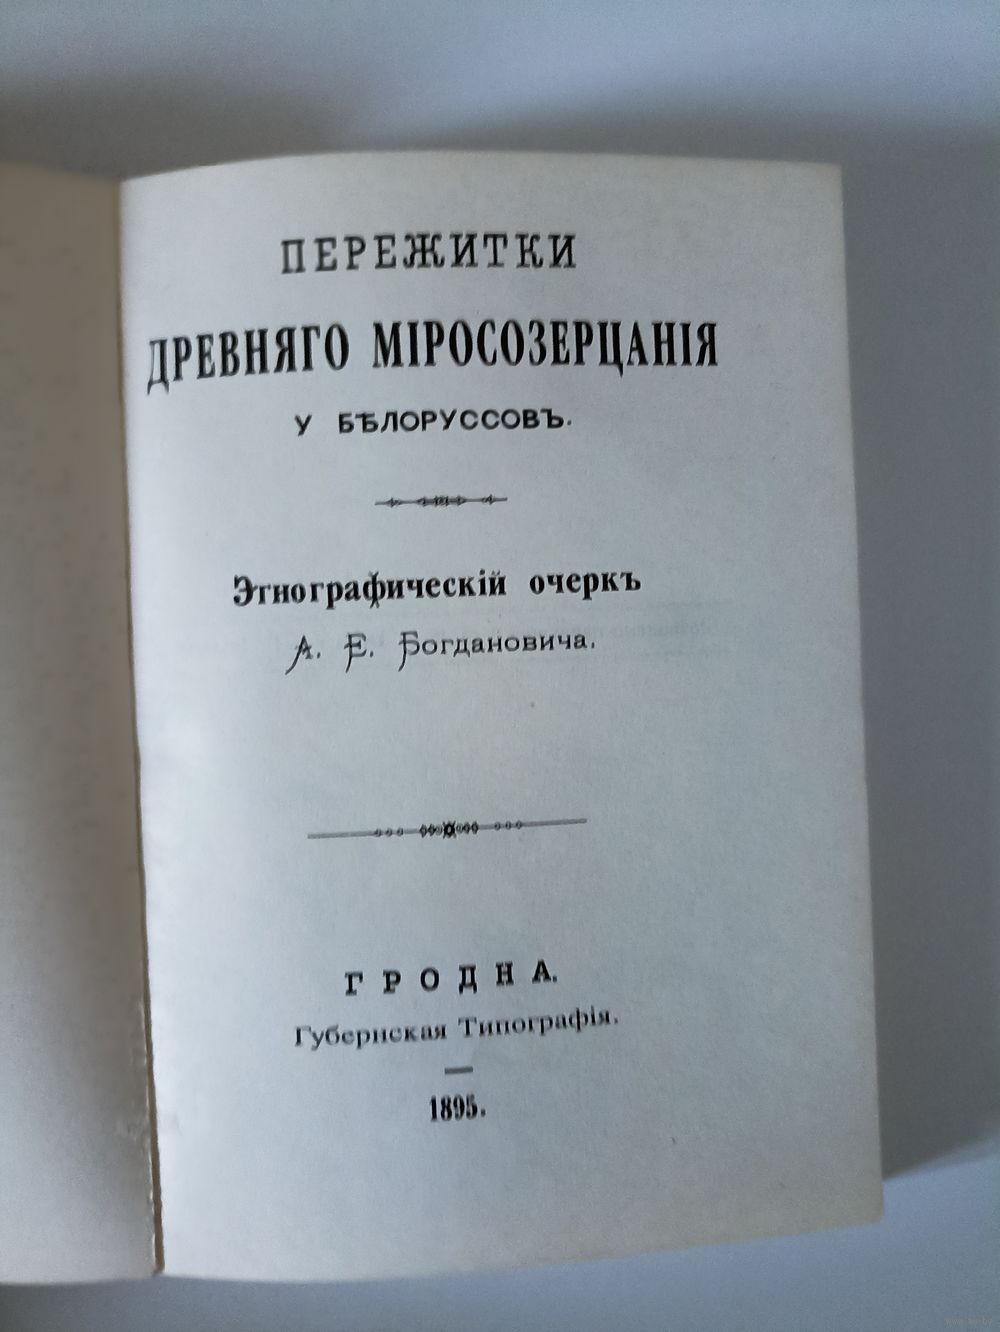 ПЕРЕЖИТКИ
ДРЕВНЯГО МІРОСОЗЕРЦАНІЯ
У БѢЛОРУССОВЪ.
Этнографическій очеркъ
А. Е. Богдановича.
ГРОДНА.
Губернская Типографія.
1895.